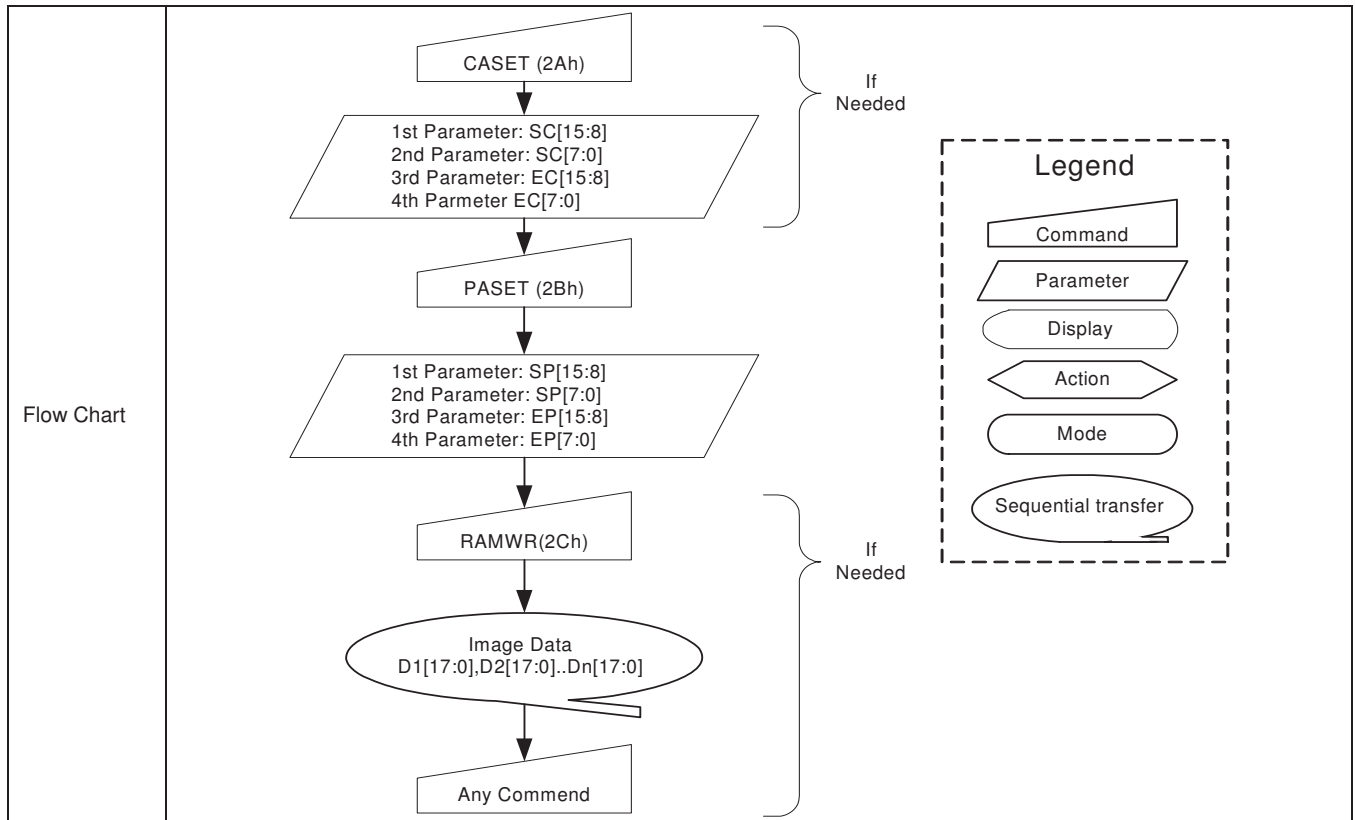 Flow Chart
CASET (2Ah)
1st Parameter: SC[15:8]
2nd Parameter: SC[7:0]
3rd Parameter: EC[15:8]
4th Parmeter EC[7:0]
If
Needed
PASET (2Bh)
1st Parameter: SP[15:8]
2nd Parameter: SP[7:0]
3rd Parameter: EP[15:8]
4th Parameter: EP[7:0]
RAMWR(2Ch)
Image Data
D1[17:0],D2[17:0]..Dn[17:0]
Any Commend
If
Needed
Legend
Command
Parameter
Display
Action
Mode
Sequential transfer